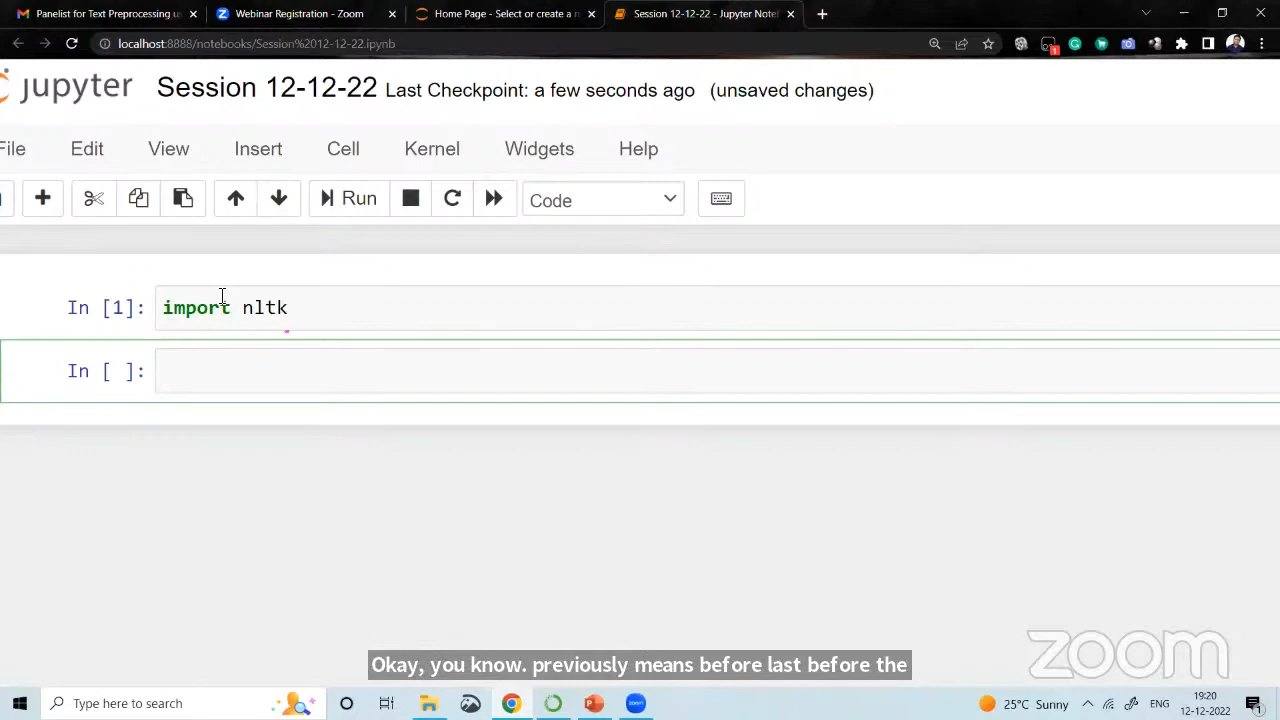 Panelist for Text Preprocessing u
Webinar Registration - Zoom
Home Page - Select or create a n
Session 12-12-22 - Jupyter Note
localhost:8888/notebooks/Session%2012-12-22.ipynb
jupyter Session 12-12-22 Last Checkpoint: a few seconds ago (unsaved changes)
File Edit View Insert Cell Kernel Widgets Help
Run Code
In [1]: import nltk
In [ ]:
zoom
Okay, you know. previously means before last before the
Type here to search
zoom
25°C Sunny
ENG
19:20
12-12-2022
1